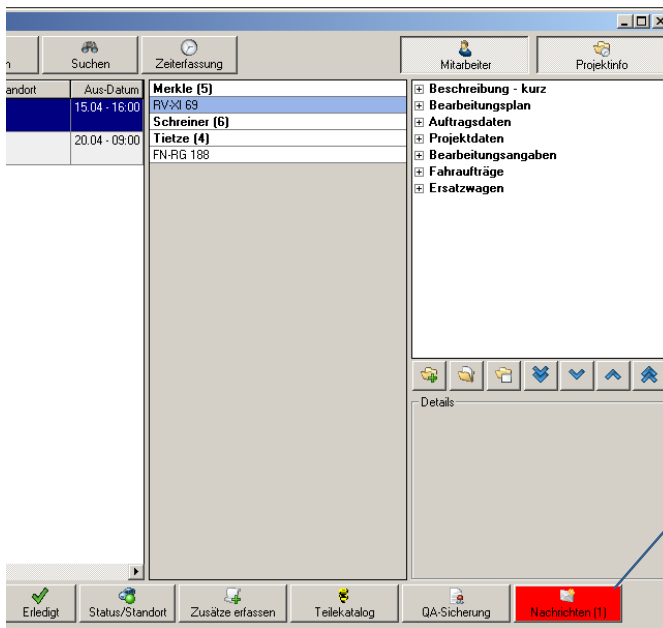 n
Suchen
Zeiterfassung
Mitarbeiter
Projektinfo
andort Aus-Datum
15.04 - 16:00
20.04 - 09:00
Merkle (5)
RV-XI 69
Schreiner (6)
Tietze (4)
FN-RG 188
Beschreibung - kurz
Bearbeitungsplan
Auftragsdaten
Projektdaten
Bearbeitungsangaben
Fahraufträge
Ersatzwagen
Details
Erledigt
Status/Standort
Zusätze erfassen
Teilekatalog
QA-Sicherung
Nachrichten (1)